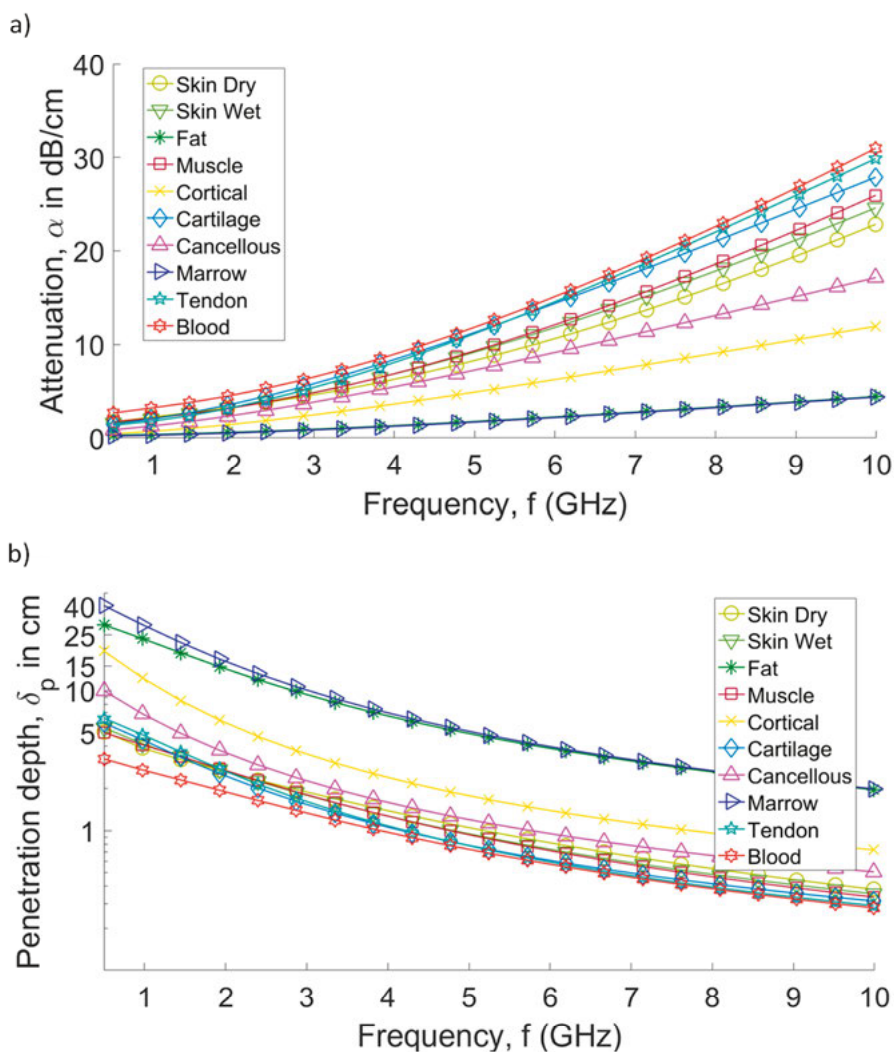 a)
Attenuation, α in dB/cm
40
30
20
10
0
Skin Dry
Skin Wet
Fat
Muscle
Cortical
Cartilage
Cancellous
Marrow
Tendon
Blood
1 2 3 4 5 6 7 8 9 10
Frequency, f (GHz)
b)
Penetration depth, δp in cm
40
25
15
10
5
1
Skin Dry
Skin Wet
Fat
Muscle
Cortical
Cartilage
Cancellous
Marrow
Tendon
Blood
1 2 3 4 5 6 7 8 9 10
Frequency, f (GHz)